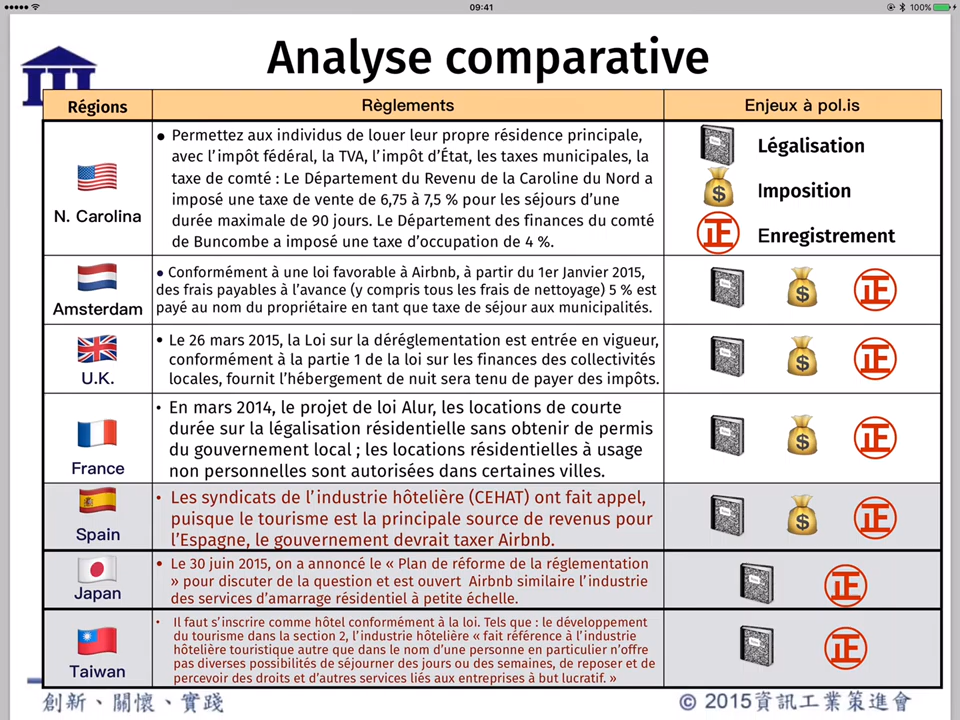 09:41
100%
Analyse comparative
Régions
Règlements
Enjeux à pol.is
N. Carolina
● Permettez aux individus de louer leur propre résidence principale,
avec l'impôt fédéral, la TVA, l'impôt d'État, les taxes municipales, la
taxe de comté : Le Département du Revenu de la Caroline du Nord a
imposé une taxe de vente de 6,75 à 7,5 % pour les séjours d'une
durée maximale de 90 jours. Le Département des finances du comté
de Buncombe a imposé une taxe d'occupation de 4 %.
Légalisation
Imposition
正 Enregistrement
Amsterdam
● Conformément à une loi favorable à Airbnb, à partir du 1er Janvier 2015,
des frais payables à l'avance (y compris tous les frais de nettoyage) 5 % est
payé au nom du propriétaire en tant que taxe de séjour aux municipalités.
$ 正
U.K.
• Le 26 mars 2015, la Loi sur la déréglementation est entrée en vigueur,
conformément à la partie 1 de la loi sur les finances des collectivités
locales, fournit l'hébergement de nuit sera tenu de payer des impôts.
$ 正
France
• En mars 2014, le projet de loi Alur, les locations de courte
durée sur la légalisation résidentielle sans obtenir de permis
du gouvernement local ; les locations résidentielles à usage
non personnelles sont autorisées dans certaines villes.
$ 正
Spain
• Les syndicats de l'industrie hôtelière (CEHAT) ont fait appel,
puisque le tourisme est la principale source de revenus pour
l'Espagne, le gouvernement devrait taxer Airbnb.
$ 正
Japan
• Le 30 juin 2015, on a annoncé le « Plan de réforme de la réglementation
» pour discuter de la question et est ouvert Airbnb similaire l'industrie
des services d'amarrage résidentiel à petite échelle.
正
Taiwan
• Il faut s'inscrire comme hôtel conformément à la loi. Tels que : le développement
du tourisme dans la section 2, l'industrie hôtelière « fait référence à l'industrie
hôtelière touristique autre que dans le nom d'une personne en particulier n'offre
pas diverses possibilités de séjourner des jours ou des semaines, de reposer et de
percevoir des droits et d'autres services liés aux entreprises à but lucratif. »
正
創新、關懷、實踐
© 2015資訊工業策進會